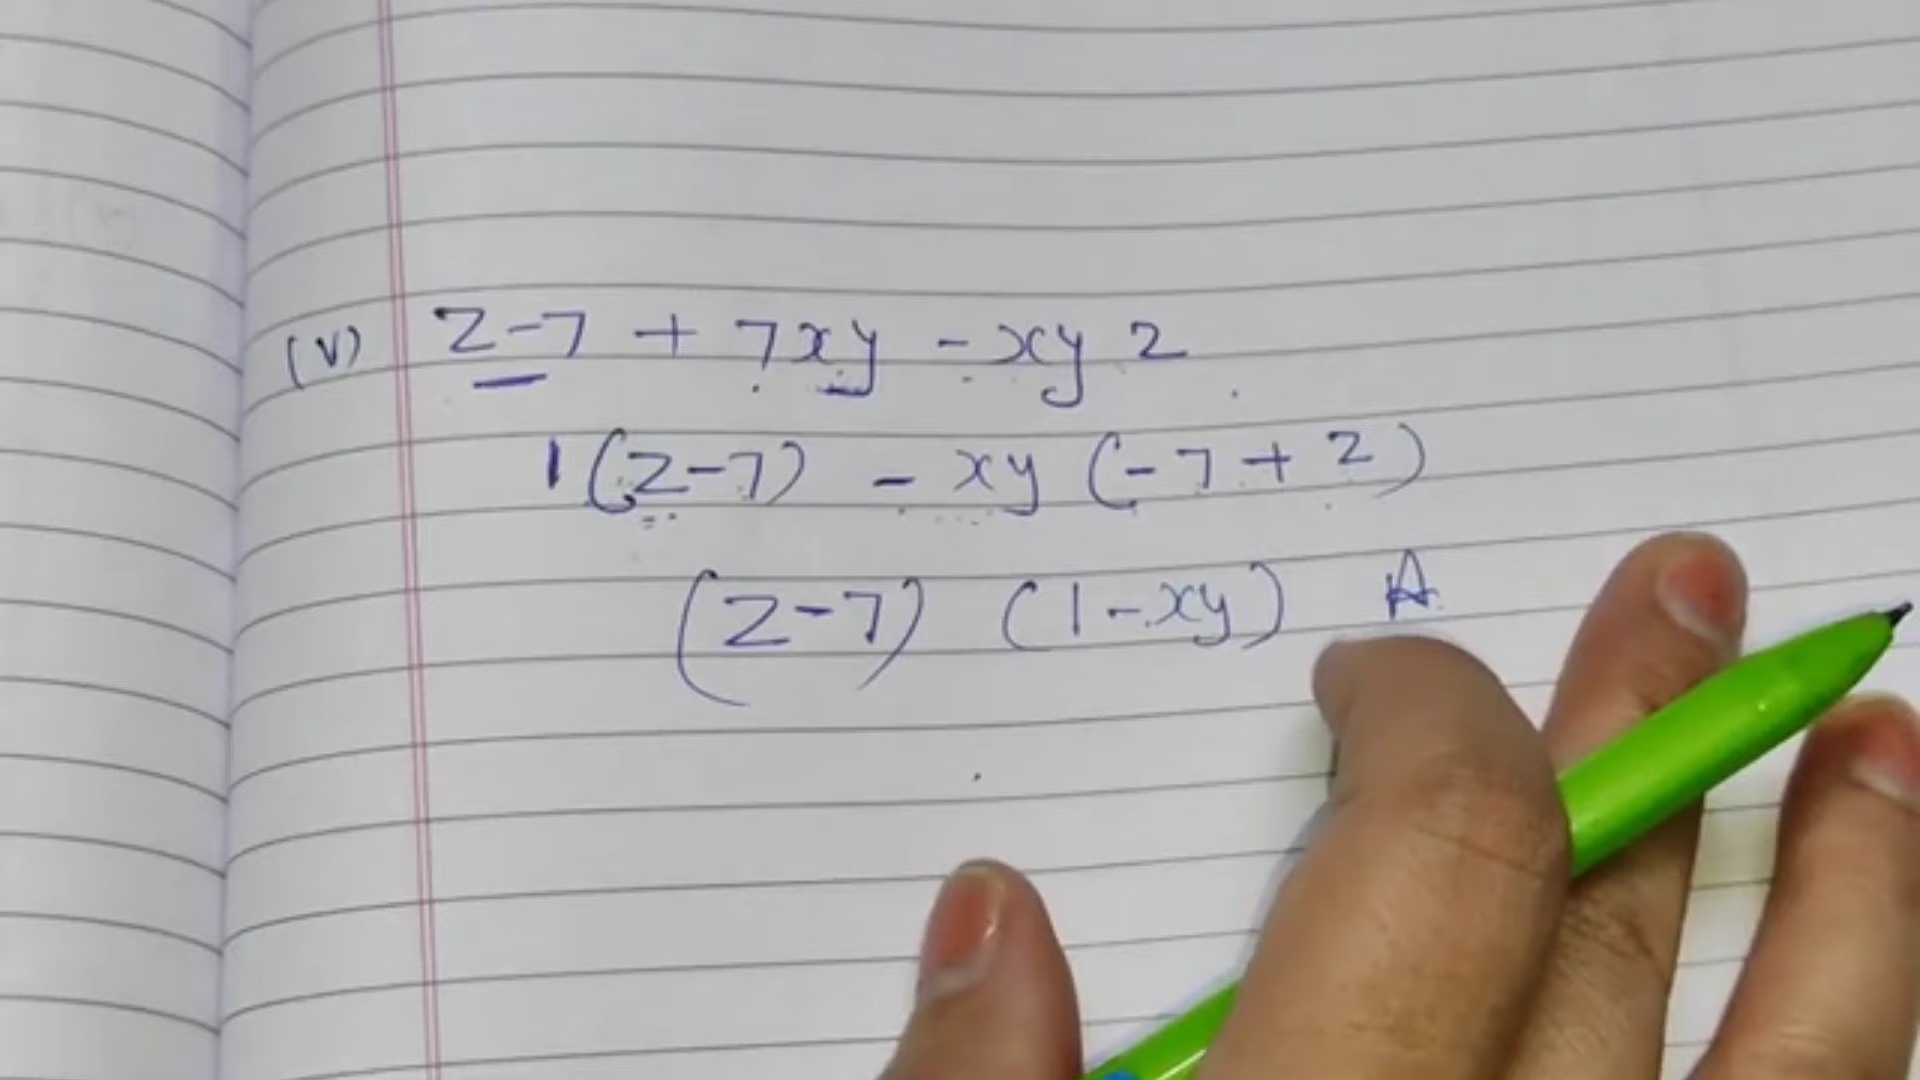 (V) z-7 + 7xy - xyz
1(z-7) - xy (-7+z)
(z-7) (1-xy) A